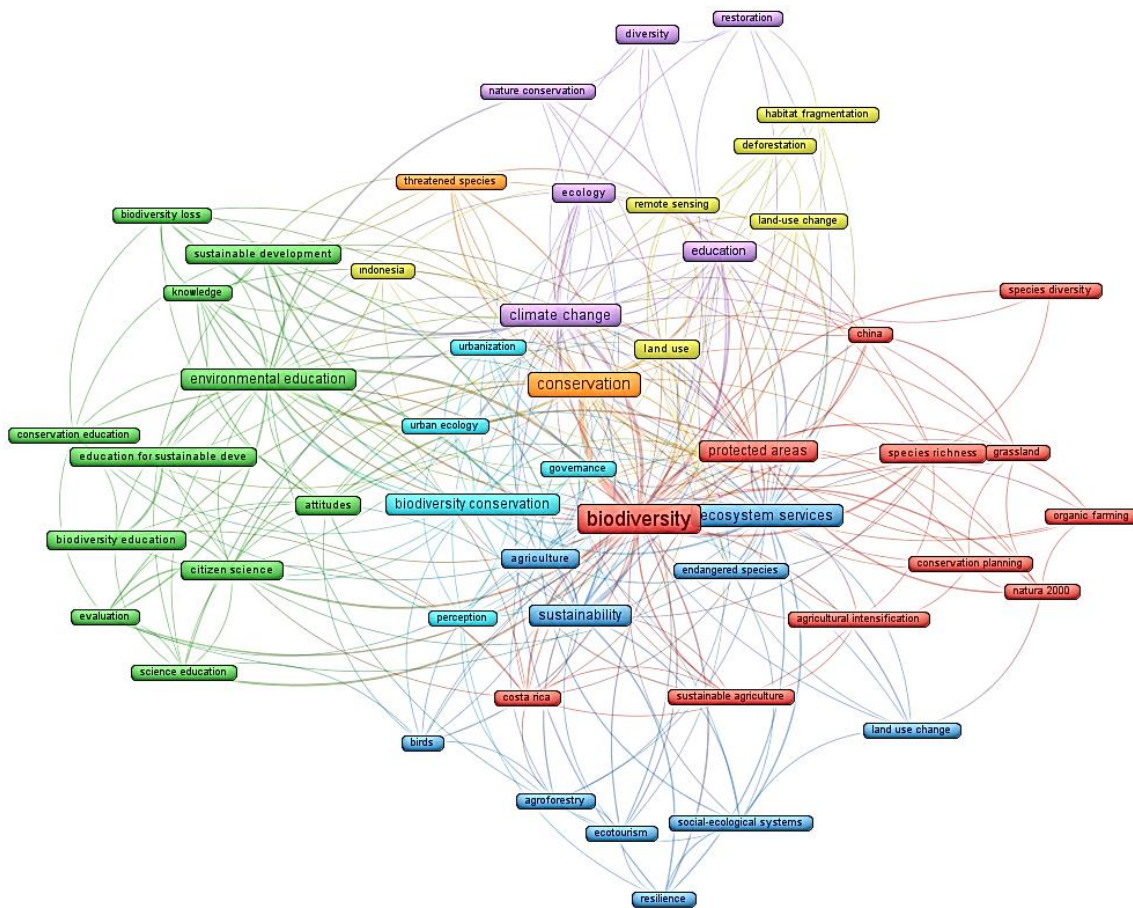 restoration
diversity
nature conservation
habitat fragmentation
deforestation
threatened species
ecology
remote sensing
biodiversity loss
land-use change
sustainable development
education
ındonesia
knowledge
species diversity
climate change
china
urbanization
land use
environmental education
conservation
urban ecology
conservation education
protected areas
species richness
grassland
education for sustainable deve
governance
attitudes
biodiversity conservation
biodiversity
ecosystem services
organic farming
biodiversity education
agriculture
citizen science
endangered species
conservation planning
natura 2000
evaluation
perception
sustainability
agricultural intensification
science education
costa rica
sustainable agriculture
land use change
birds
agroforestry
ecotourism
social-ecological systems
resilience